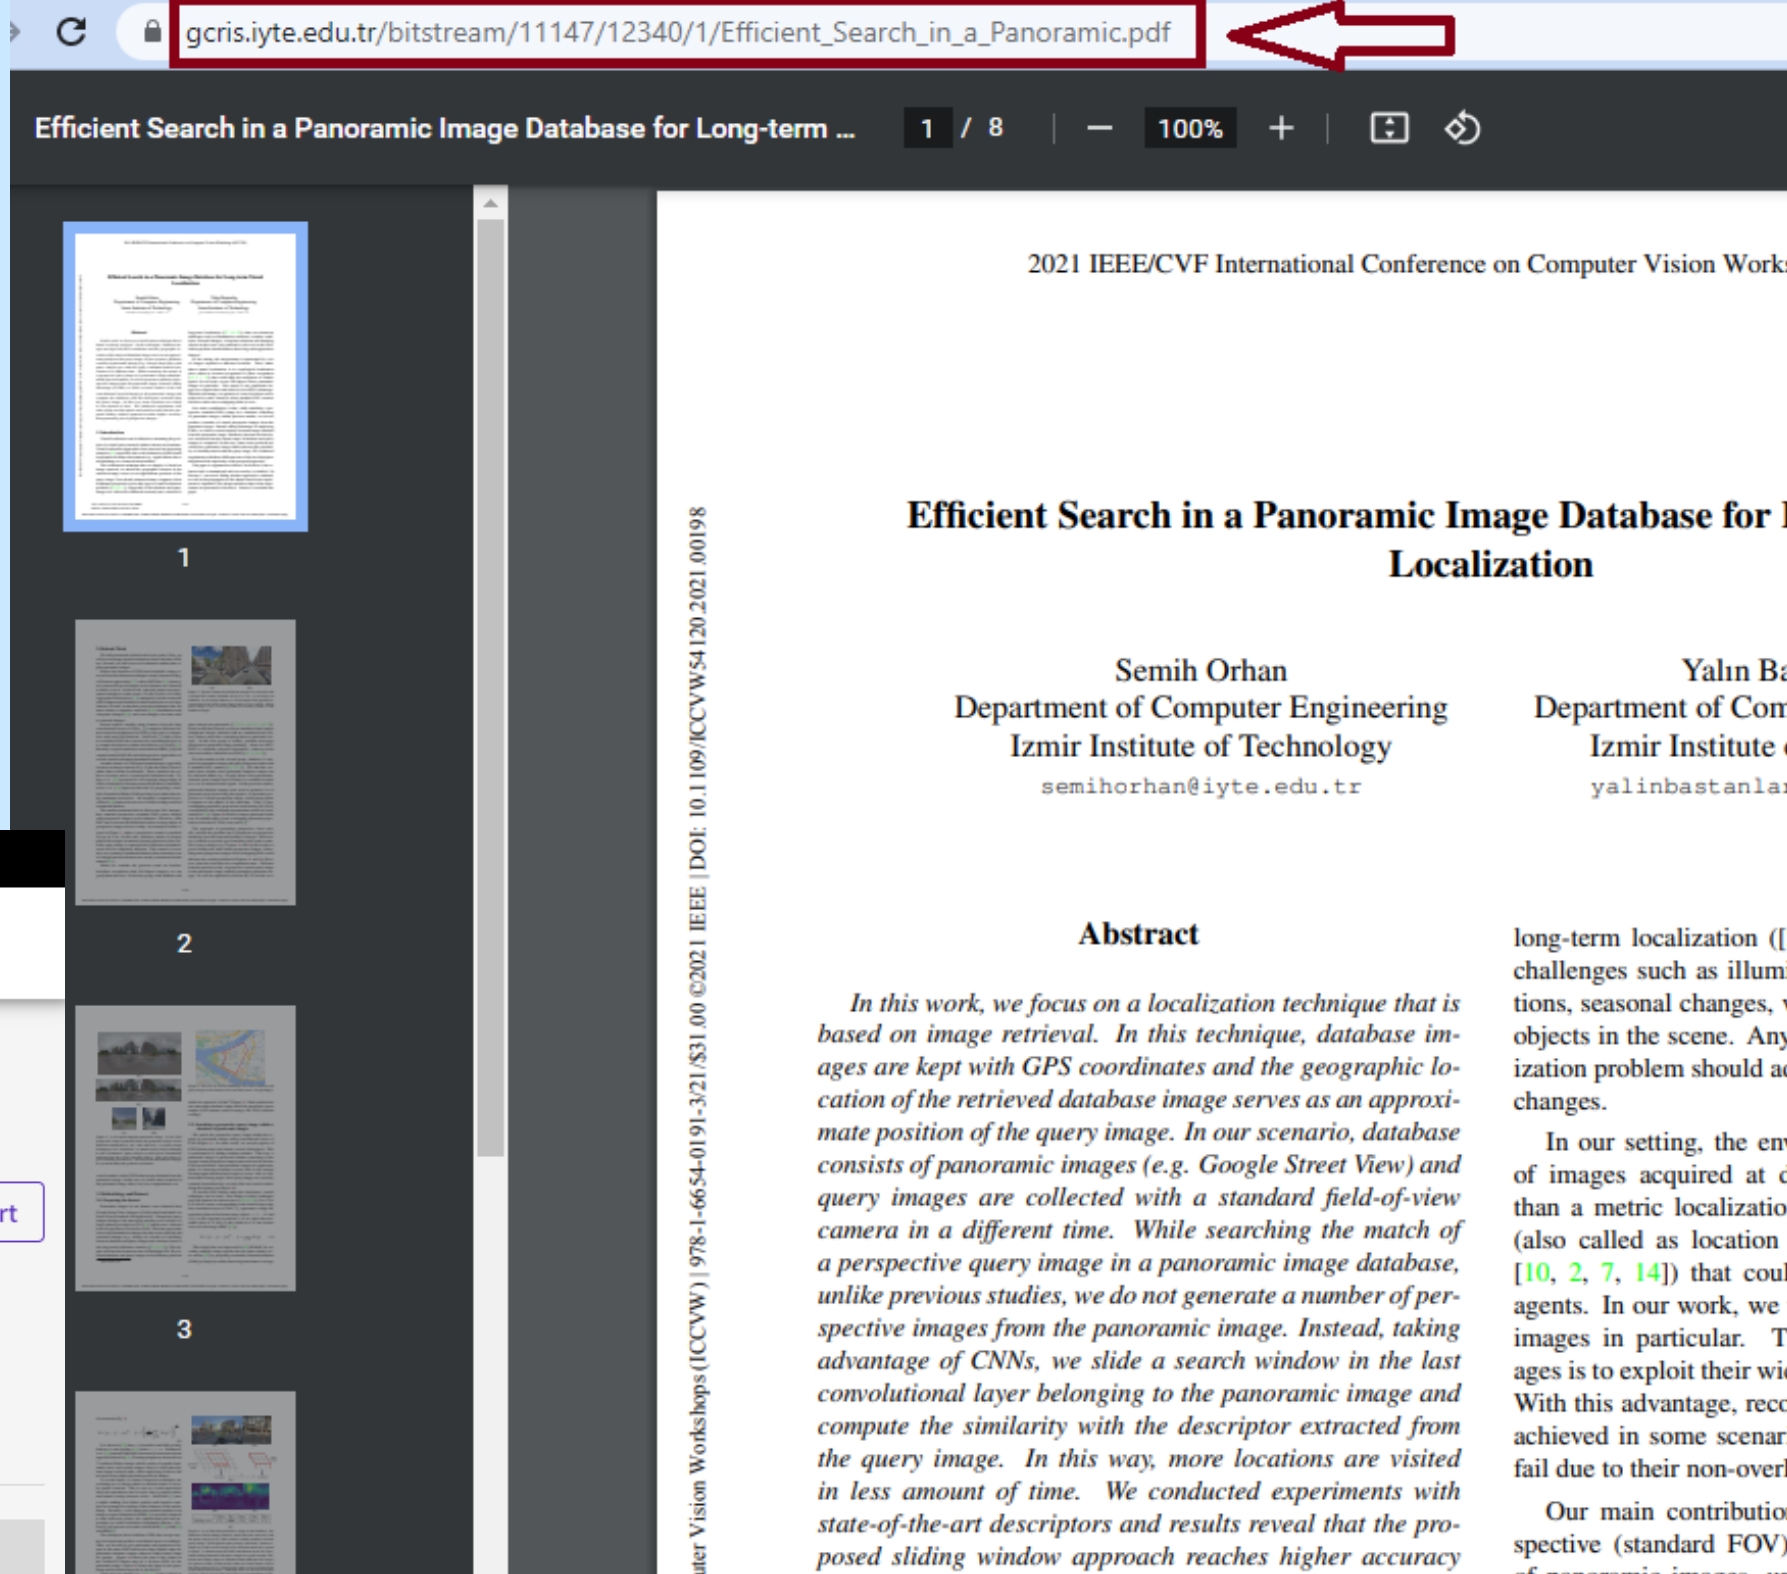 gcris.iyte.edu.tr/bitstream/11147/12340/1/Efficient_Search_in_a_Panoramic.pdf
Efficient Search in a Panoramic Image Database for Long-term ...
1 / 8
100%
1
2
3
rt
2021 IEEE/CVF International Conference on Computer Vision Works
Efficient Search in a Panoramic Image Database for
Localization
Semih Orhan
Department of Computer Engineering
Izmir Institute of Technology
semihorhan@iyte.edu.tr
Yalın Ba
Department of Com
Izmir Institute
yalinbastanlar
uter Vision Workshops (ICCVW) | 978-1-6654-0191-3/21/$31.00 ©2021 IEEE | DOI: 10.1109/ICCVW54120.2021.00198
Abstract
In this work, we focus on a localization technique that is
based on image retrieval. In this technique, database im-
ages are kept with GPS coordinates and the geographic lo-
cation of the retrieved database image serves as an approxi-
mate position of the query image. In our scenario, database
consists of panoramic images (e.g. Google Street View) and
query images are collected with a standard field-of-view
camera in a different time. While searching the match of
a perspective query image in a panoramic image database,
unlike previous studies, we do not generate a number of per-
spective images from the panoramic image. Instead, taking
advantage of CNNs, we slide a search window in the last
convolutional layer belonging to the panoramic image and
compute the similarity with the descriptor extracted from
the query image. In this way, more locations are visited
in less amount of time. We conducted experiments with
state-of-the-art descriptors and results reveal that the pro-
posed sliding window approach reaches higher accuracy
long-term localization ([
challenges such as illumi
tions, seasonal changes,
objects in the scene. Any
ization problem should a
changes.
In our setting, the en
of images acquired at d
than a metric localizatio
(also called as location
[10, 2, 7, 14]) that coul
agents. In our work, we
images in particular. T
ages is to exploit their wi
With this advantage, reco
achieved in some scenar
fail due to their non-over
Our main contribution
spective (standard FOV)